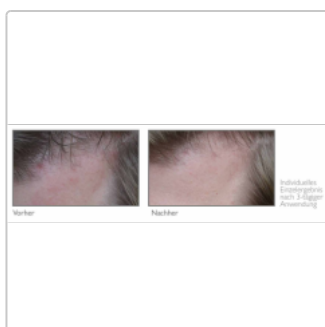 Vorher
Nachher
Individuelles
Einzelergebnis
nach 3-tägiger
Anwendung